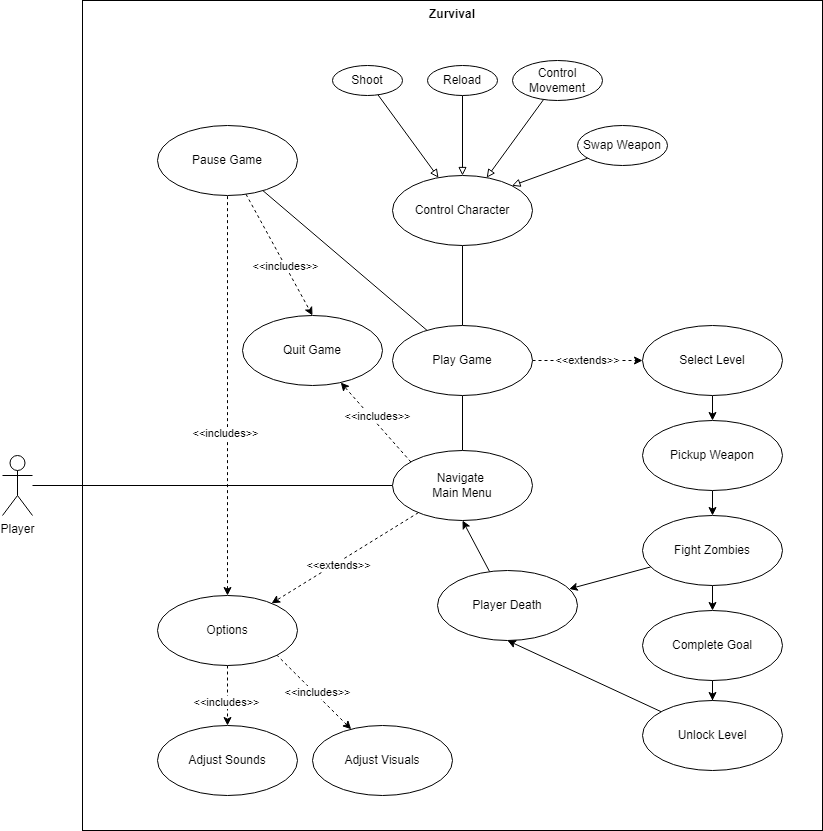 Zurvival
Shoot
Reload
Control
Movement
Swap Weapon
Pause Game
Control Character
<<includes>>
Quit Game
Play Game
<<extends>>
Select Level
<<includes>>
<<includes>>
Pickup Weapon
Navigate
Main Menu
Player
Fight Zombies
<<extends>>
Player Death
Options
Complete Goal
<<includes>>
<<includes>>
Unlock Level
Adjust Sounds
Adjust Visuals